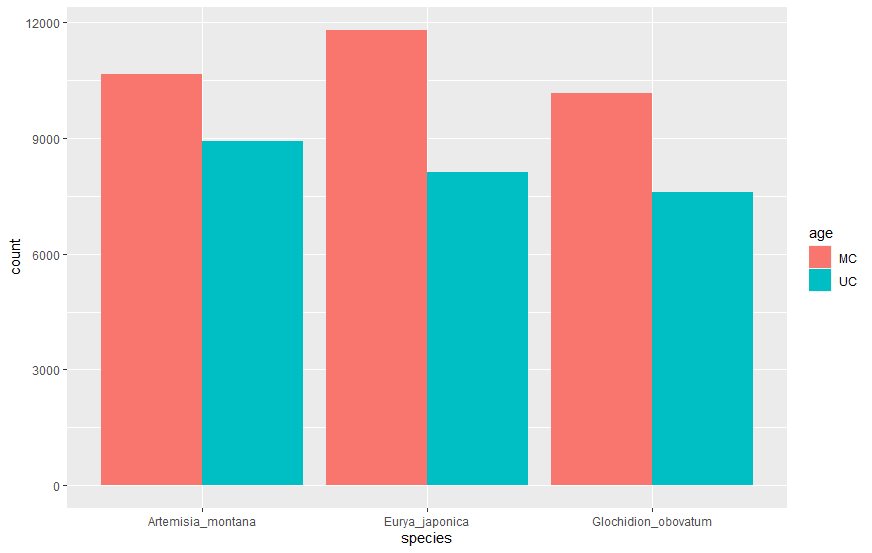 12000
9000
6000
3000
0
count
Artemisia_montana
Eurya_japonica
Glochidion_obovatum
species
age
MC
UC